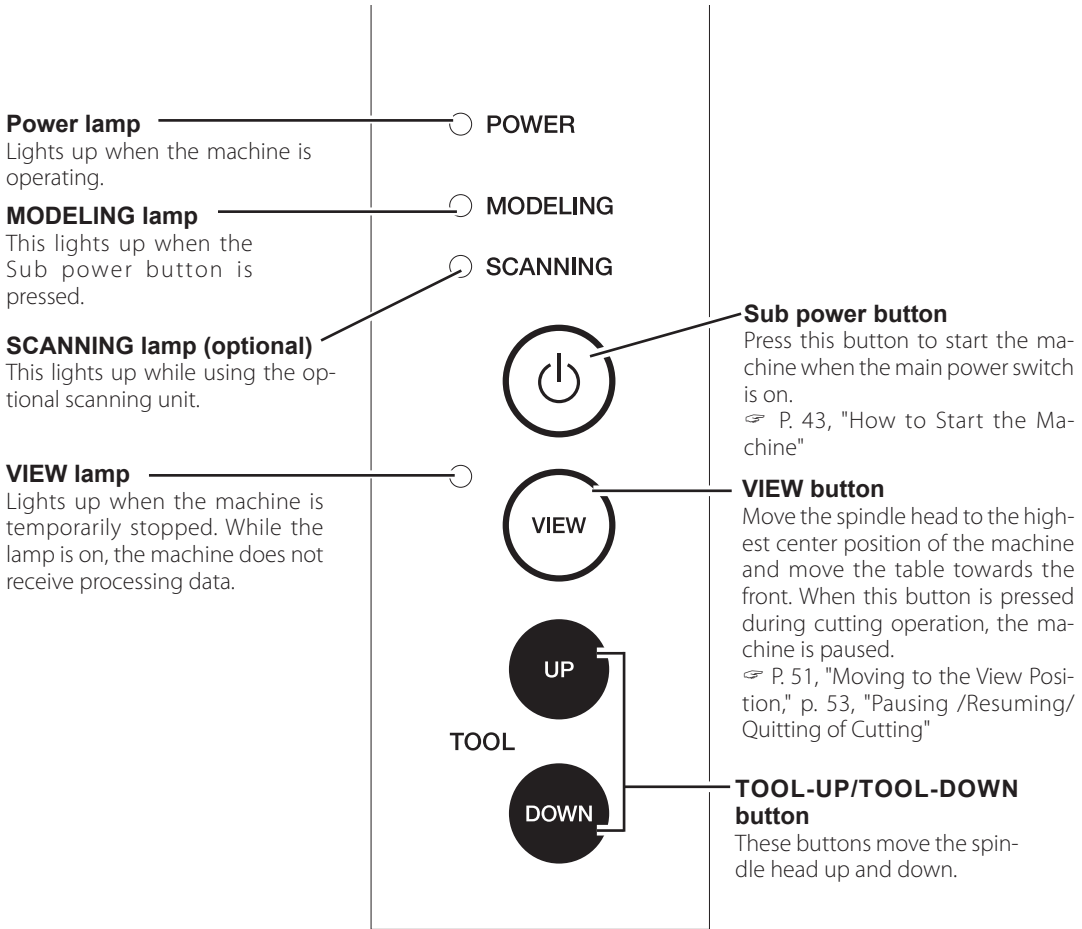 Power lamp
Lights up when the machine is
operating.
MODELING lamp
This lights up when the
Sub power button is
pressed.
SCANNING lamp (optional)
This lights up while using the op-
tional scanning unit.
VIEW lamp
Lights up when the machine is
temporarily stopped. While the
lamp is on, the machine does not
receive processing data.
POWER
MODELING
SCANNING
VIEW
UP
TOOL
DOWN
Sub power button
Press this button to start the ma-
chine when the main power switch
is on.
☞ P. 43, "How to Start the Ma-
chine"
VIEW button
Move the spindle head to the high-
est center position of the machine
and move the table towards the
front. When this button is pressed
during cutting operation, the ma-
chine is paused.
☞ P. 51, "Moving to the View Posi-
tion," p. 53, "Pausing /Resuming/
Quitting of Cutting"
TOOL-UP/TOOL-DOWN
button
These buttons move the spin-
dle head up and down.